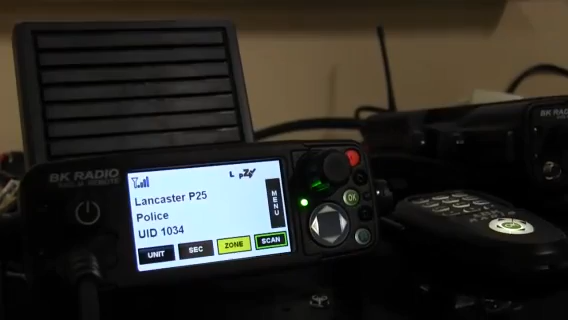 BK RADIO
L
Lancaster P25
Police
UID 1034
MENU
UNIT
SEC
ZONE
SCAN
OK
BK RADIO